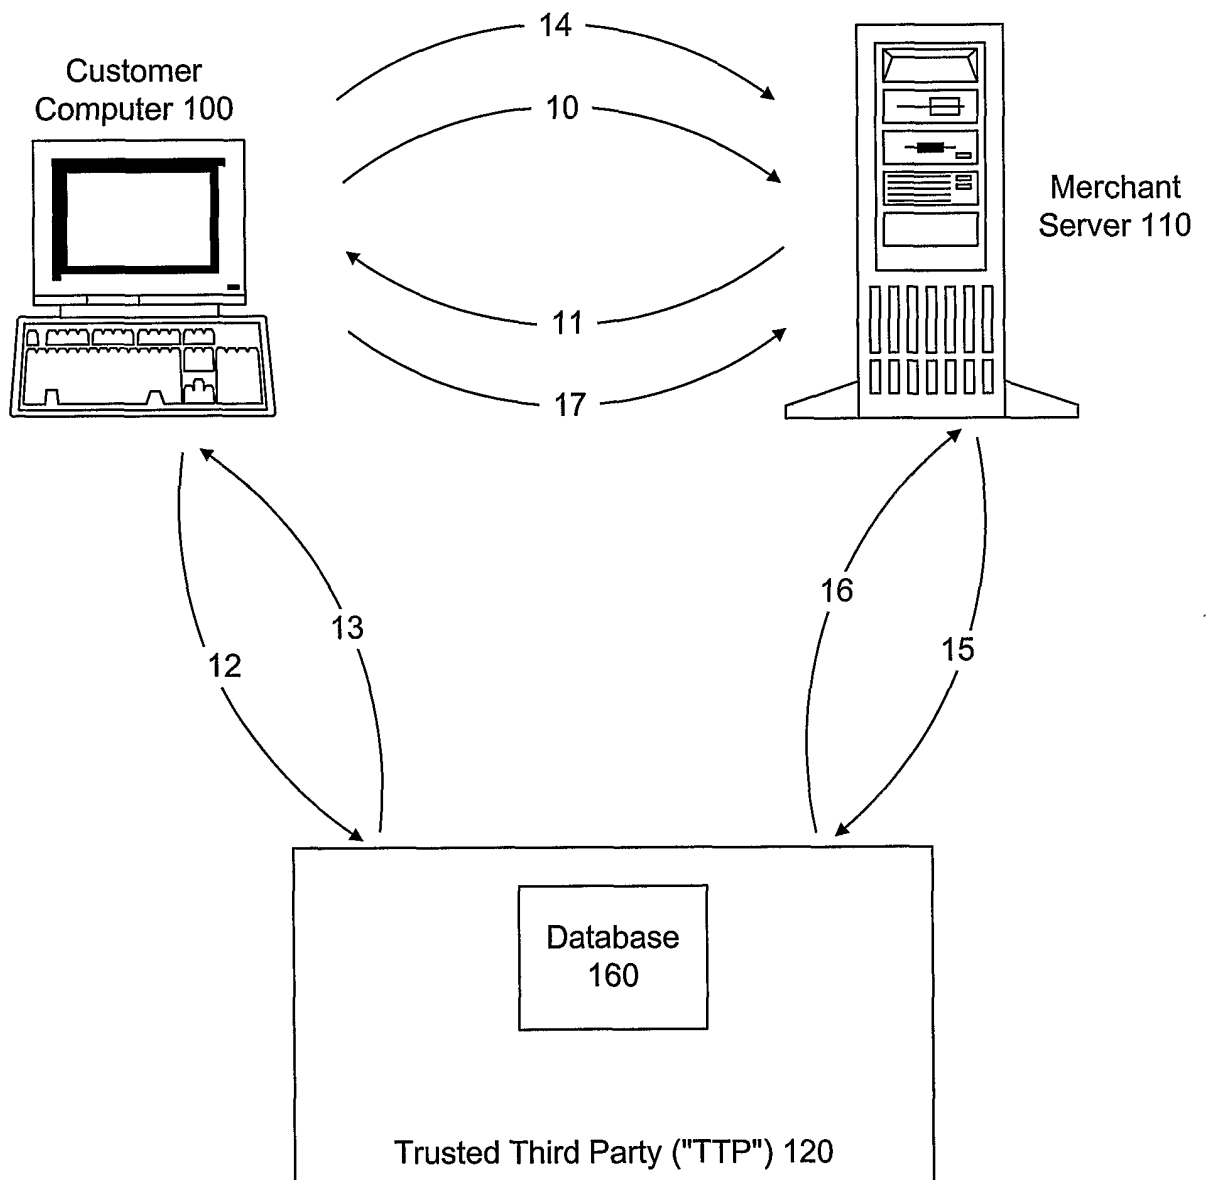 14
Customer
Computer 100
10
Merchant
Server 110
11
17
16
13
15
12
Database
160
Trusted Third Party ("TTP") 120